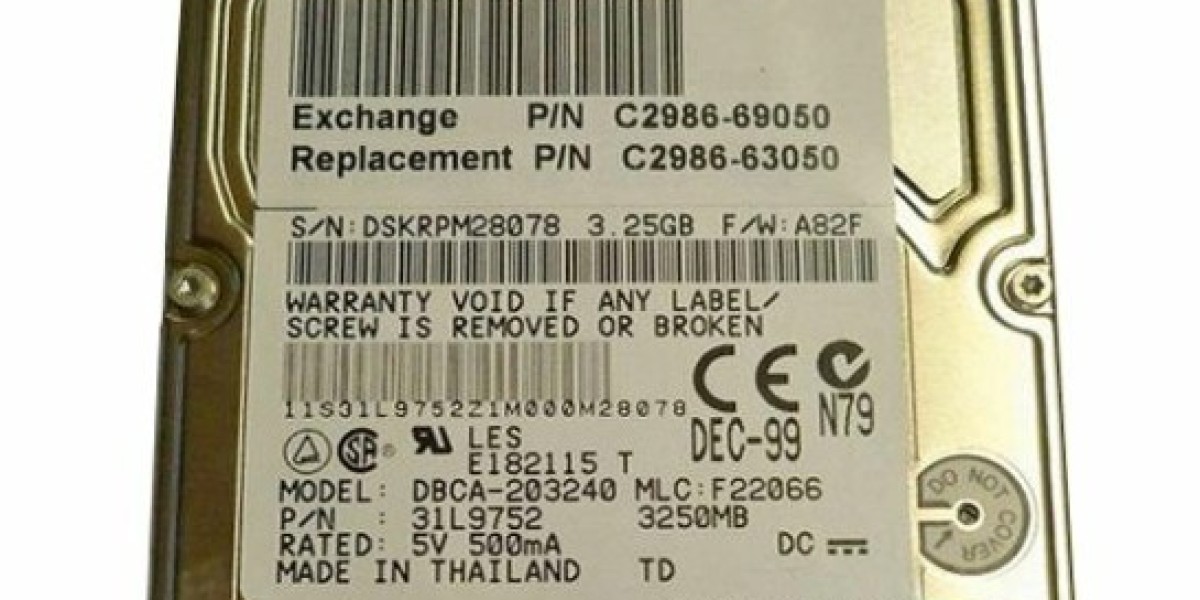 Exchange P/N C2986-69050
Replacement P/N C2986-63050
S/N:DSKRPM28078 3.25GB F/W:A82F
WARRANTY VOID IF ANY LABEL/
SCREW IS REMOVED OR BROKEN
11S31L9752Z1M000M28078
CE N79
DEC-99
LES
E182115 T
MODEL: DBCA-203240 MLC:F22066
P/N : 31L9752 3250MB
RATED: 5V 500mA DC
MADE IN THAILAND TD
DO NOT COVER